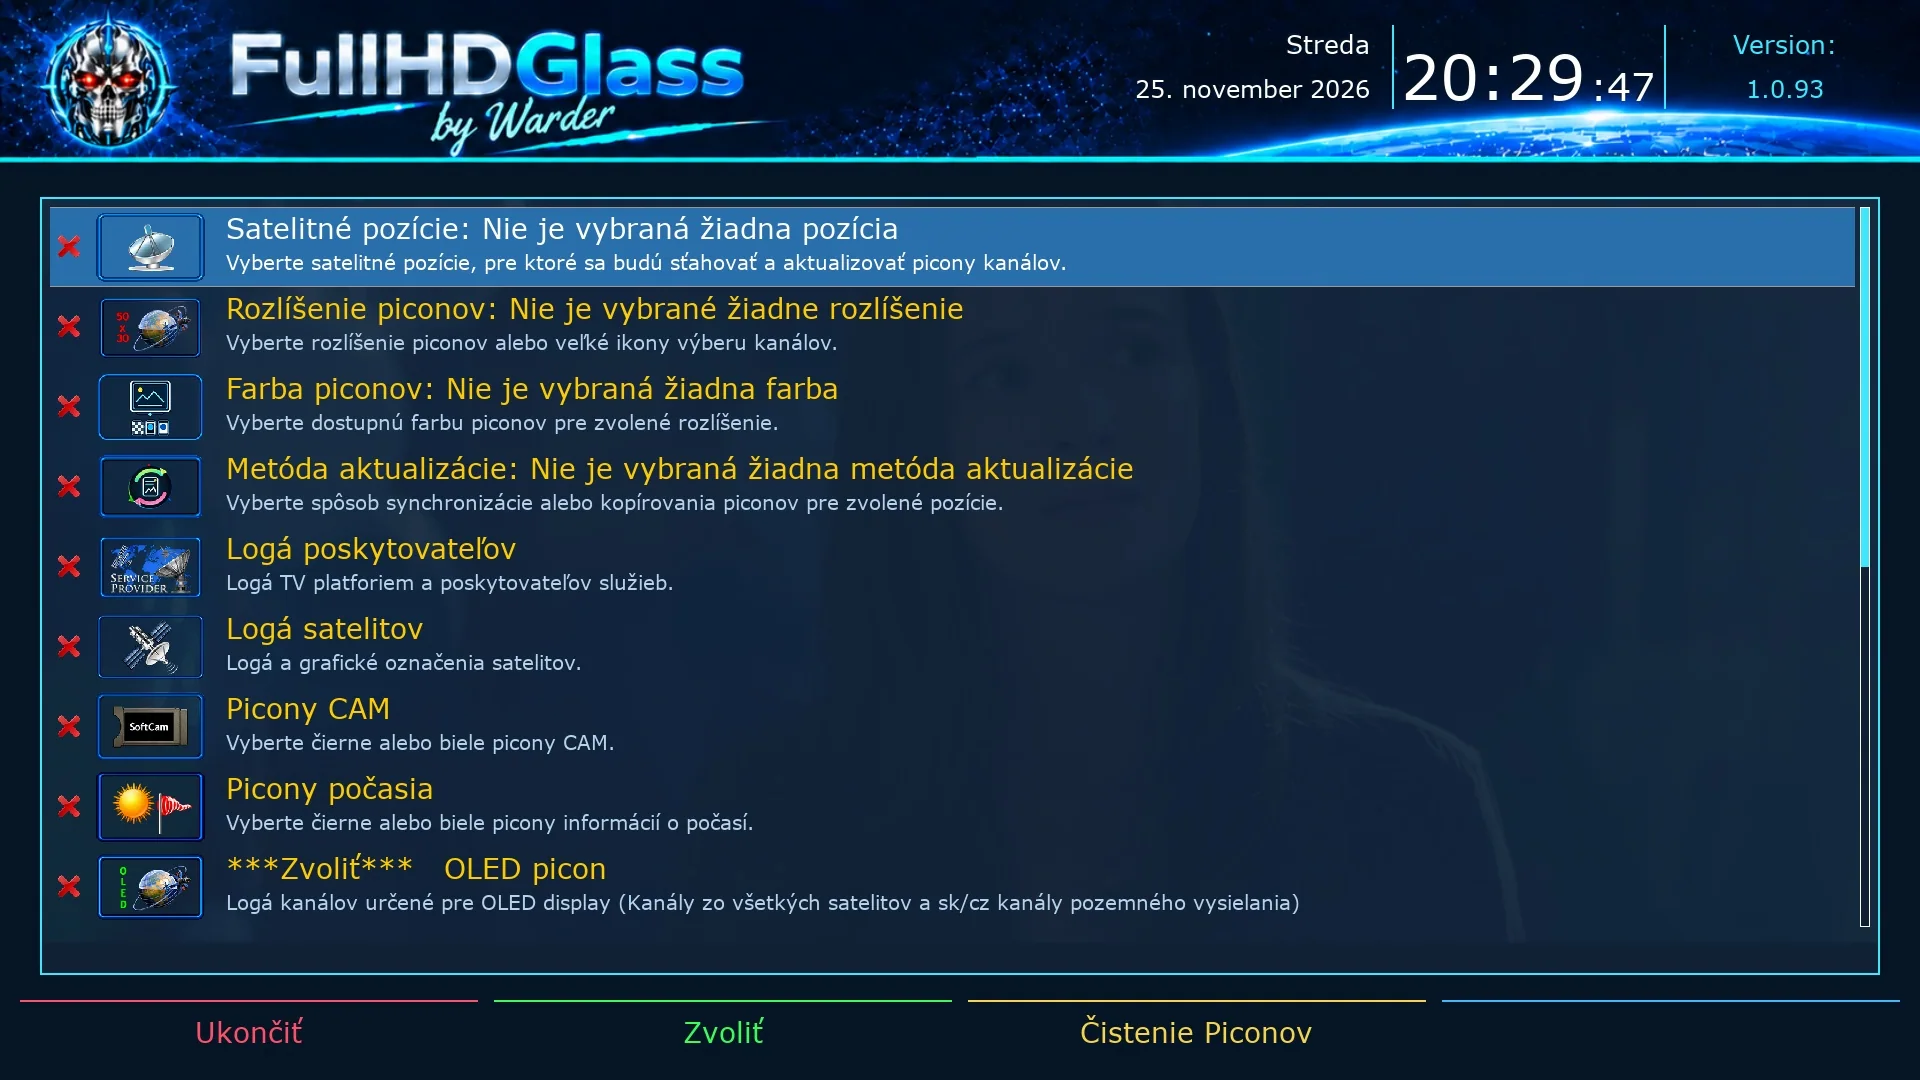 FullHDGlass
by Warder
Streda
25. november 2026
20:29:47
Version:
1.0.93
Satelitné pozície: Nie je vybraná žiadna pozícia
Vyberte satelitné pozície, pre ktoré sa budú sťahovať a aktualizovať picony kanálov.
50
x
30
Rozlíšenie piconov: Nie je vybrané žiadne rozlíšenie
Vyberte rozlíšenie piconov alebo veľké ikony výberu kanálov.
Farba piconov: Nie je vybraná žiadna farba
Vyberte dostupnú farbu piconov pre zvolené rozlíšenie.
Metóda aktualizácie: Nie je vybraná žiadna metóda aktualizácie
Vyberte spôsob synchronizácie alebo kopírovania piconov pre zvolené pozície.
SERVICE
PROVIDER
Logá poskytovateľov
Logá TV platforiem a poskytovateľov služieb.
Logá satelitov
Logá a grafické označenia satelitov.
SoftCam
Picony CAM
Vyberte čierne alebo biele picony CAM.
Picony počasia
Vyberte čierne alebo biele picony informácií o počasí.
OLED
***Zvoliť*** OLED picon
Logá kanálov určené pre OLED display (Kanály zo všetkých satelitov a sk/cz kanály pozemného vysielania)
Ukončiť
Zvoliť
Čistenie Piconov